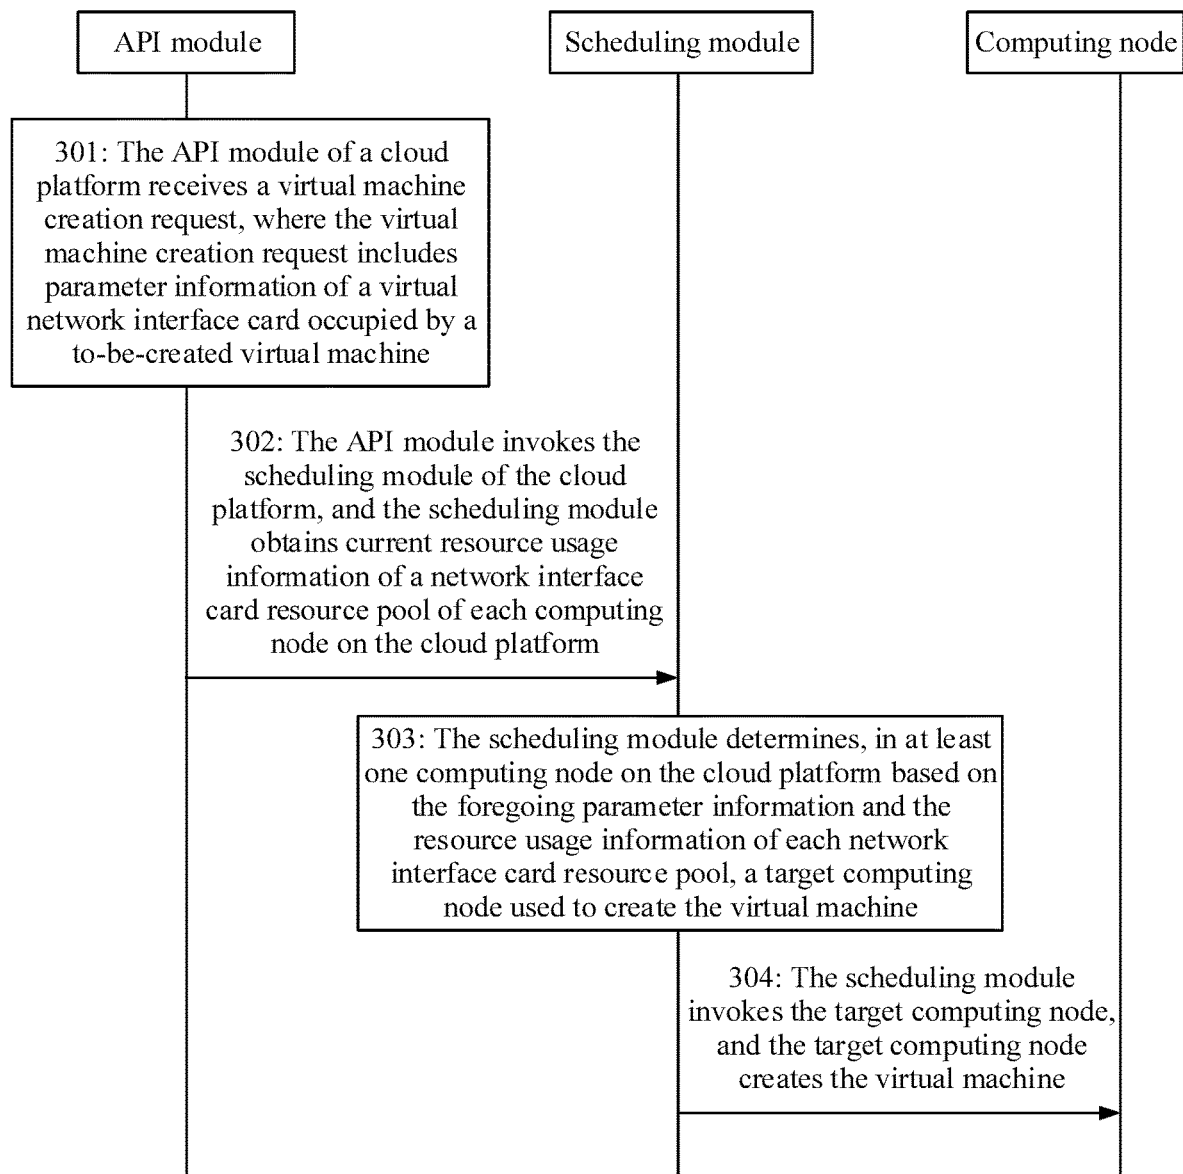 API module
Scheduling module
Computing node
301: The API module of a cloud
platform receives a virtual machine
creation request, where the virtual
machine creation request includes
parameter information of a virtual
network interface card occupied by a
to-be-created virtual machine
302: The API module invokes the
scheduling module of the cloud
platform, and the scheduling module
obtains current resource usage
information of a network interface
card resource pool of each computing
node on the cloud platform
303: The scheduling module determines, in at least
one computing node on the cloud platform based on
the foregoing parameter information and the
resource usage information of each network
interface card resource pool, a target computing
node used to create the virtual machine
304: The scheduling module
invokes the target computing node,
and the target computing node
creates the virtual machine